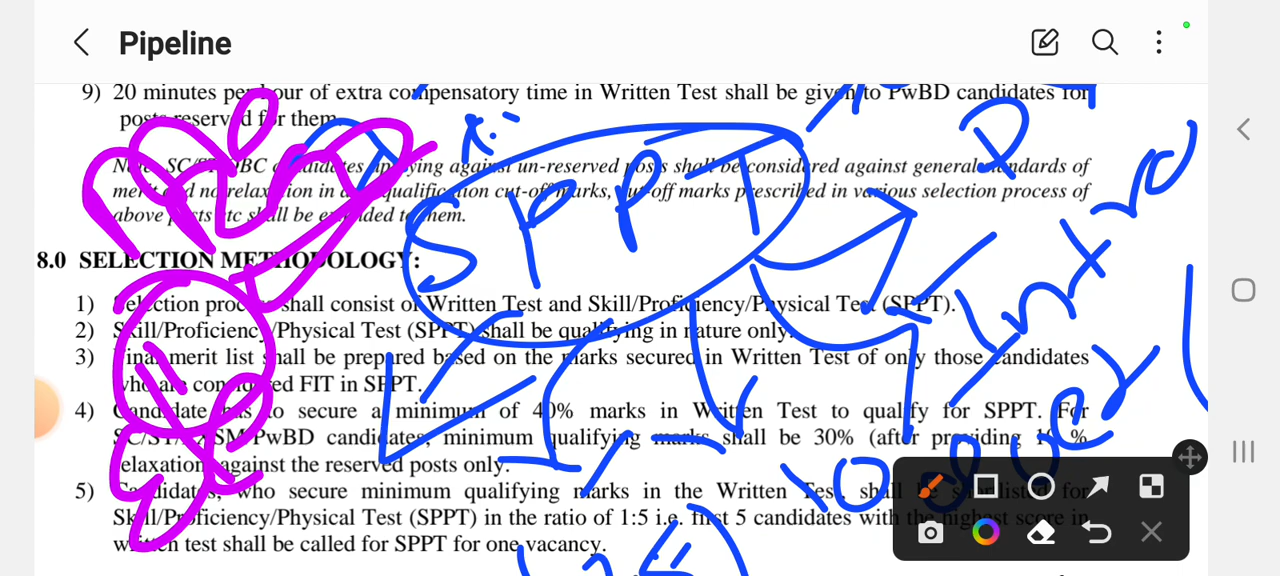 Pipeline
9) 20 minutes per hour of extra compensatory time in Written Test shall be given to PwBD candidates for
posts reserved for them.
Note: SC/ST/OBC candidates applying against un-reserved posts shall be considered against general standards of
merit and no relaxation in age, qualification cut-off marks, cut-off marks prescribed in various selection process of
above posts etc shall be extended to them.
SPPT
8.0 SELECTION METHODOLOGY:
1) Selection process shall consist of Written Test and Skill/Proficiency/Physical Test (SPPT).
2) Skill/Proficiency/Physical Test (SPPT) shall be qualifying in nature only.
3) Final merit list shall be prepared based on the marks secured in Written Test of only those candidates
who are considered FIT in SPPT.
4) Candidate has to secure a minimum of 40% marks in Written Test to qualify for SPPT. For
SC/ST/ SM/PwBD candidates, minimum qualifying marks shall be 30% (after providing 10 %
relaxation) against the reserved posts only.
5) Candidates, who secure minimum qualifying marks in the Written Test, shall be shortlisted for
Skill/Proficiency/Physical Test (SPPT) in the ratio of 1:5 i.e. first 5 candidates with the highest score in
written test shall be called for SPPT for one vacancy.